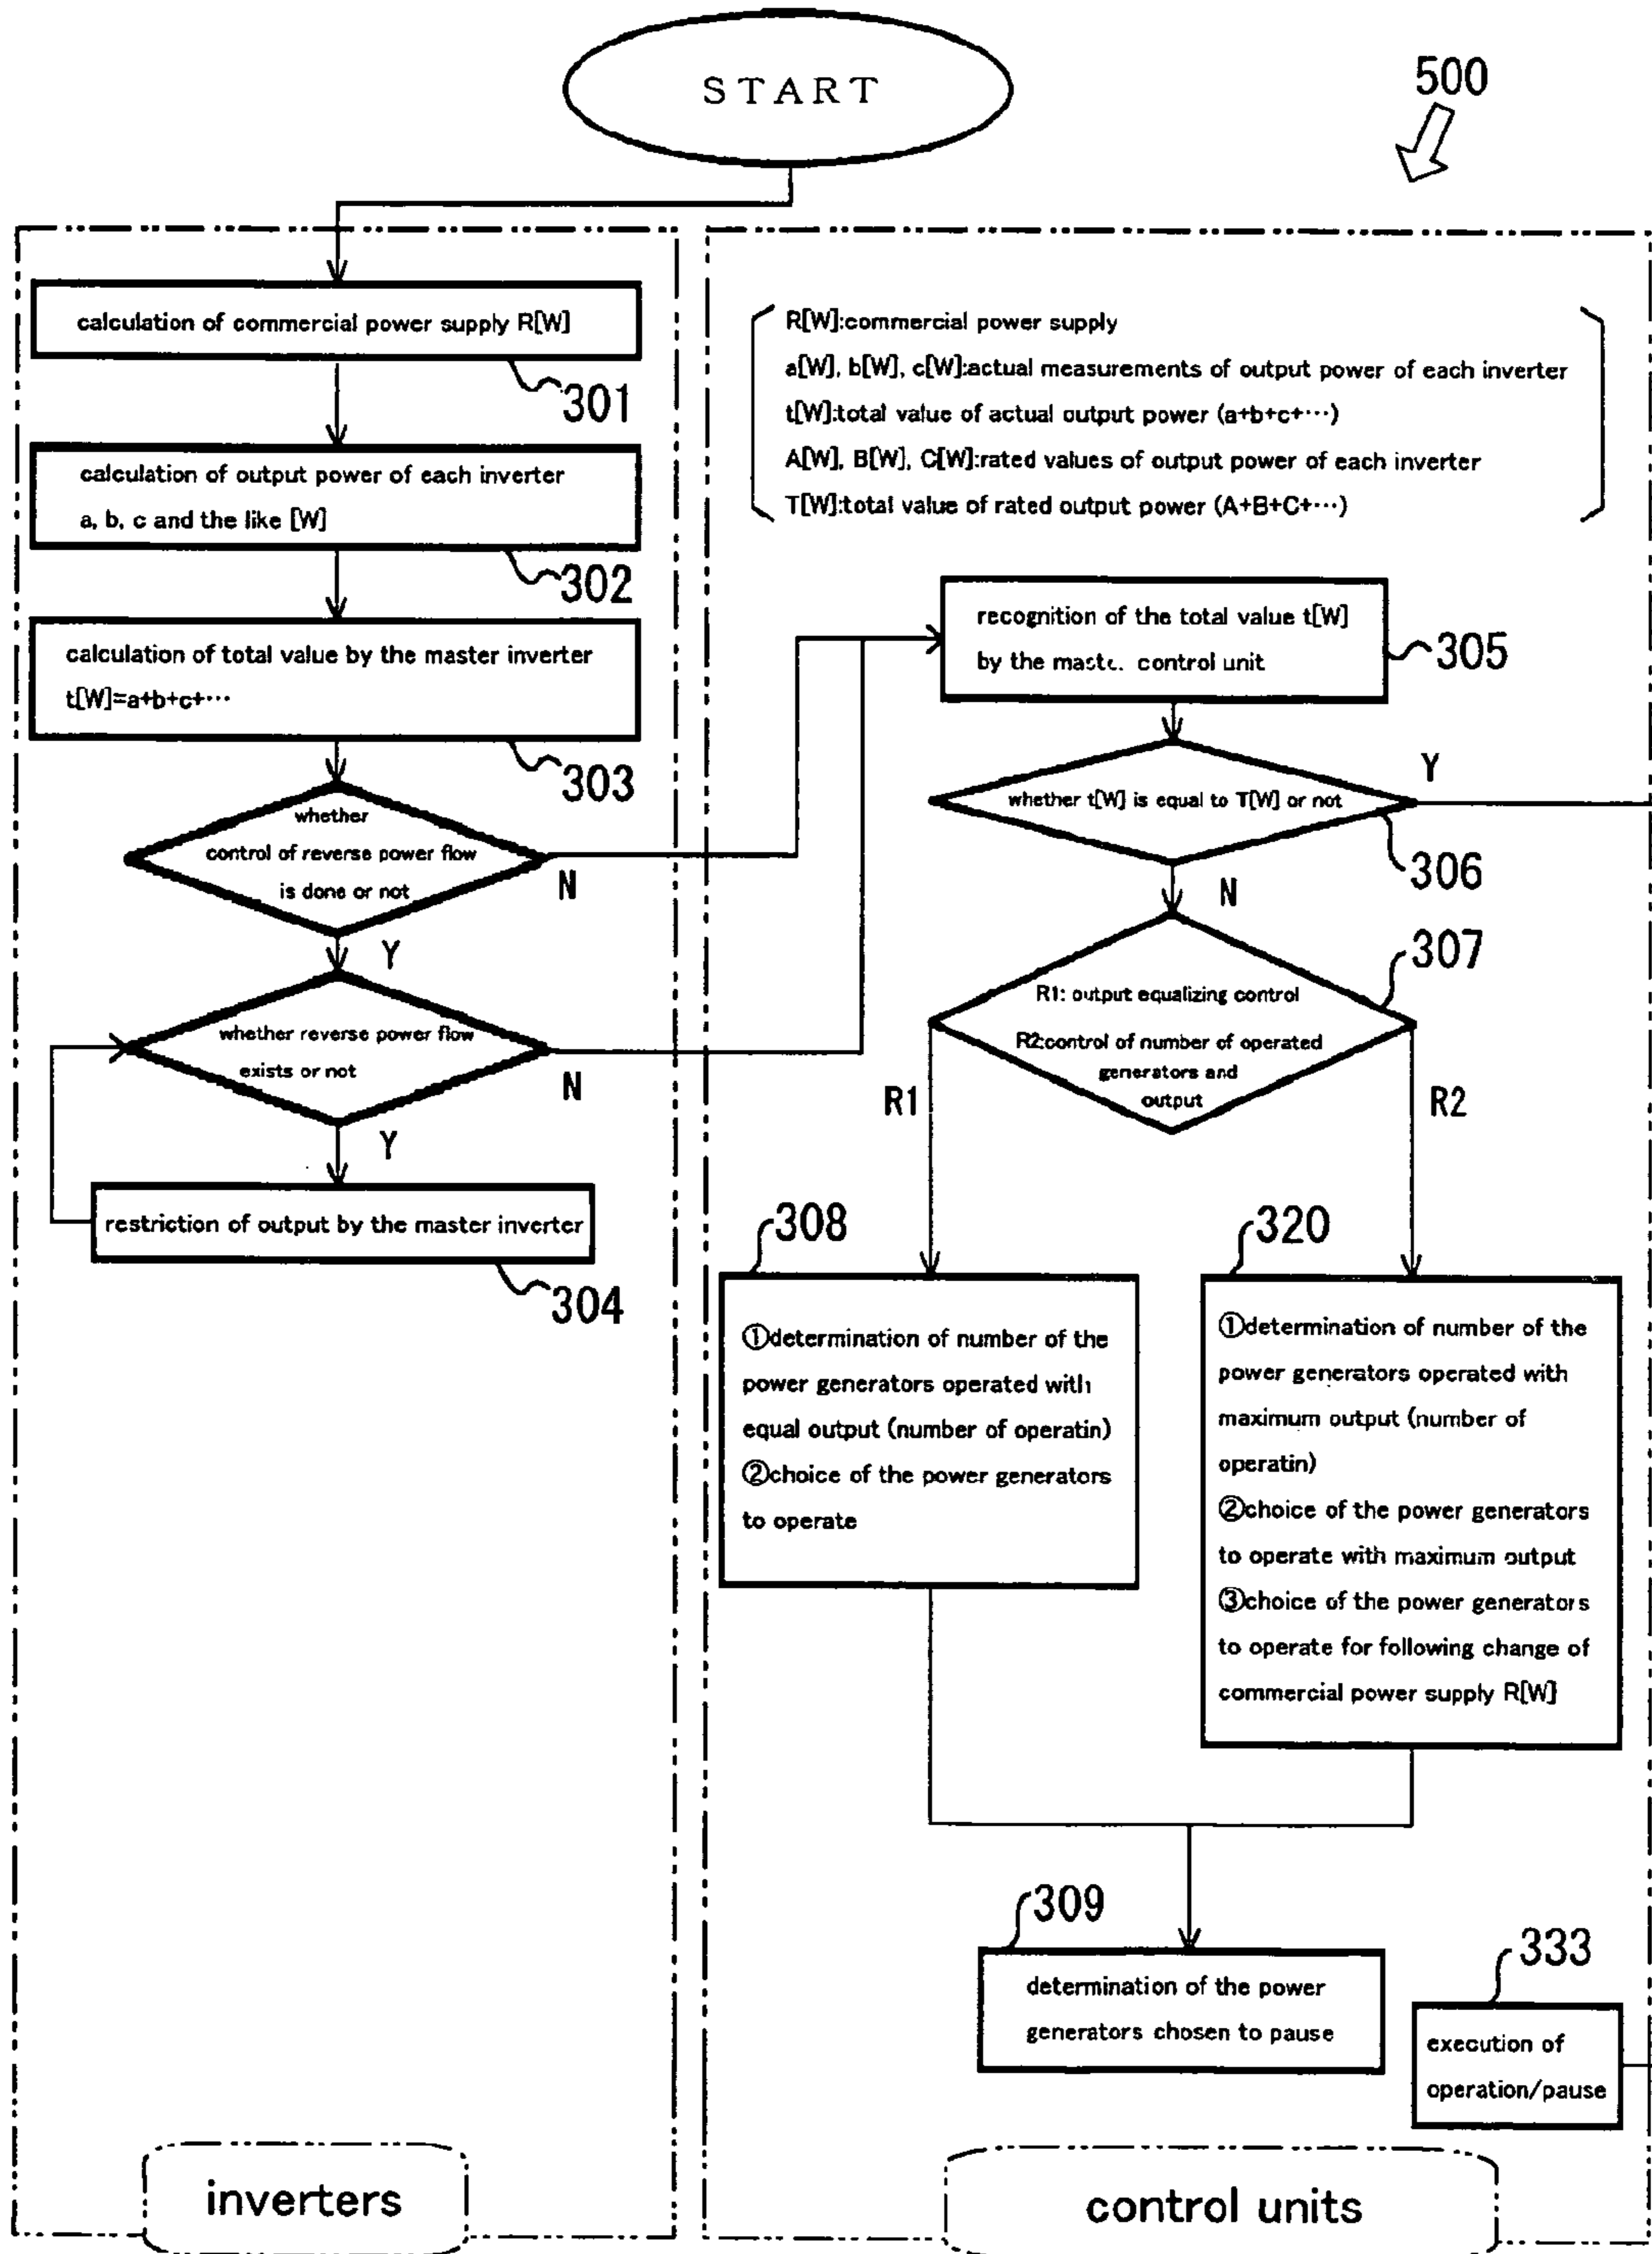 START
500
calculation of commercial power supply R[W]
301
calculation of output power of each inverter
a, b, c and the like [W]
302
calculation of total value by the master inverter
t[W]=a+b+c+···
303
whether
control of reverse power flow
is done or not
N
Y
whether reverse power flow
exists or not
N
Y
restriction of output by the master inverter
304
inverters
R[W]:commercial power supply
a[W], b[W], c[W]:actual measurements of output power of each inverter
t[W]:total value of actual output power (a+b+c+···)
A[W], B[W], C[W]:rated values of output power of each inverter
T[W]:total value of rated output power (A+B+C+···)
recognition of the total value t[W]
by the control unit
305
whether t[W] is equal to T[W] or not
Y
306
N
307
R1: output equalizing control
R2:control of number of operated
generators and
output
R1
R2
308
①determination of number of the
power generators operated with
equal output (number of operatin)
②choice of the power generators
to operate
320
①determination of number of the
power generators operated with
maximum output (number of
operatin)
②choice of the power generators
to operate with maximum output
③choice of the power generators
to operate for following change of
commercial power supply R[W]
309
determination of the power
generators chosen to pause
333
execution of
operation/pause
control units